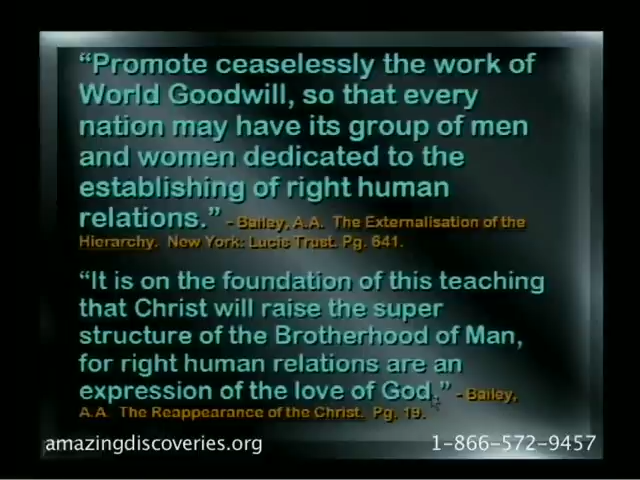 “Promote ceaselessly the work of
World Goodwill, so that every
nation may have its group of men
and women dedicated to the
establishing of right human
relations.” - Bailey, A.A. The Externalisation of the
Hierarchy. New York: Lucis Trust. Pg. 641.
“It is on the foundation of this teaching
that Christ will raise the super
structure of the Brotherhood of Man,
for right human relations are an
expression of the love of God.” - Bailey,
A.A. The Reappearance of the Christ. Pg. 19.
amazingdiscoveries.org 1-866-572-9457